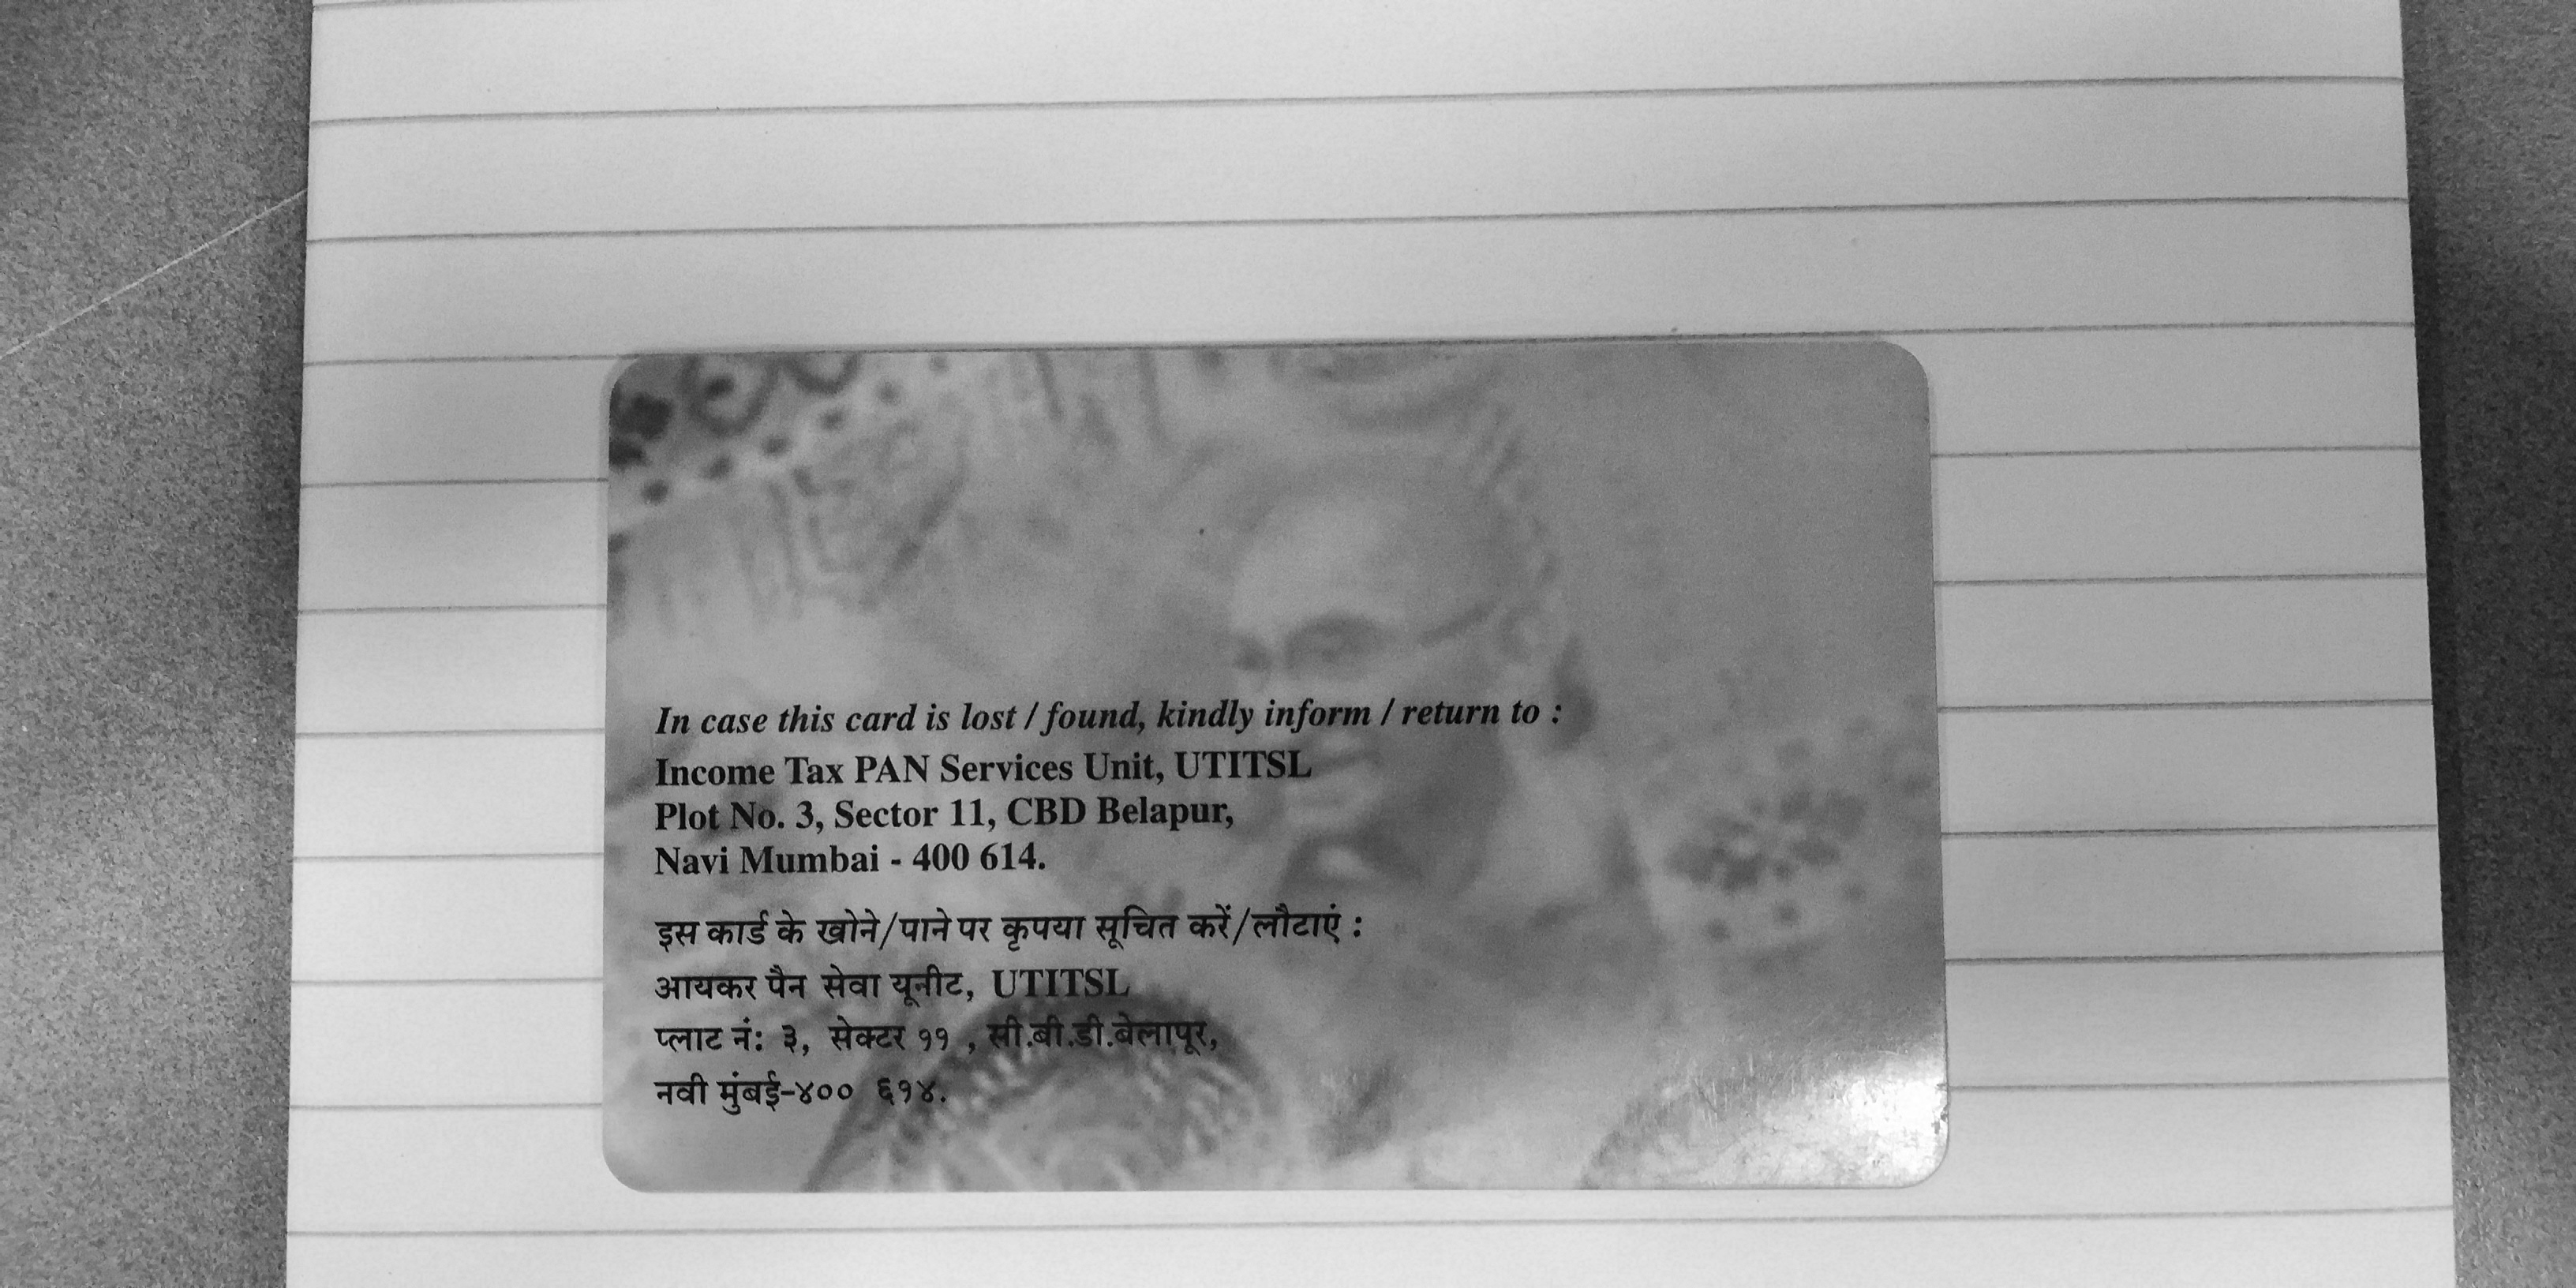 In case this card is lost / found, kindly inform / return to :
Income Tax PAN Services Unit, UTITSL
Plot No. 3, Sector 11, CBD Belapur,
Navi Mumbai - 400 614.
इस कार्ड के खोने/पाने पर कृपया सूचित करें/लौटाएं :
आयकर पैन सेवा यूनीट, UTITSL
प्लाट नं: ३, सेक्टर ११ , सी.बी.डी.बेलापूर,
नवी मुंबई-४०० ६१४.